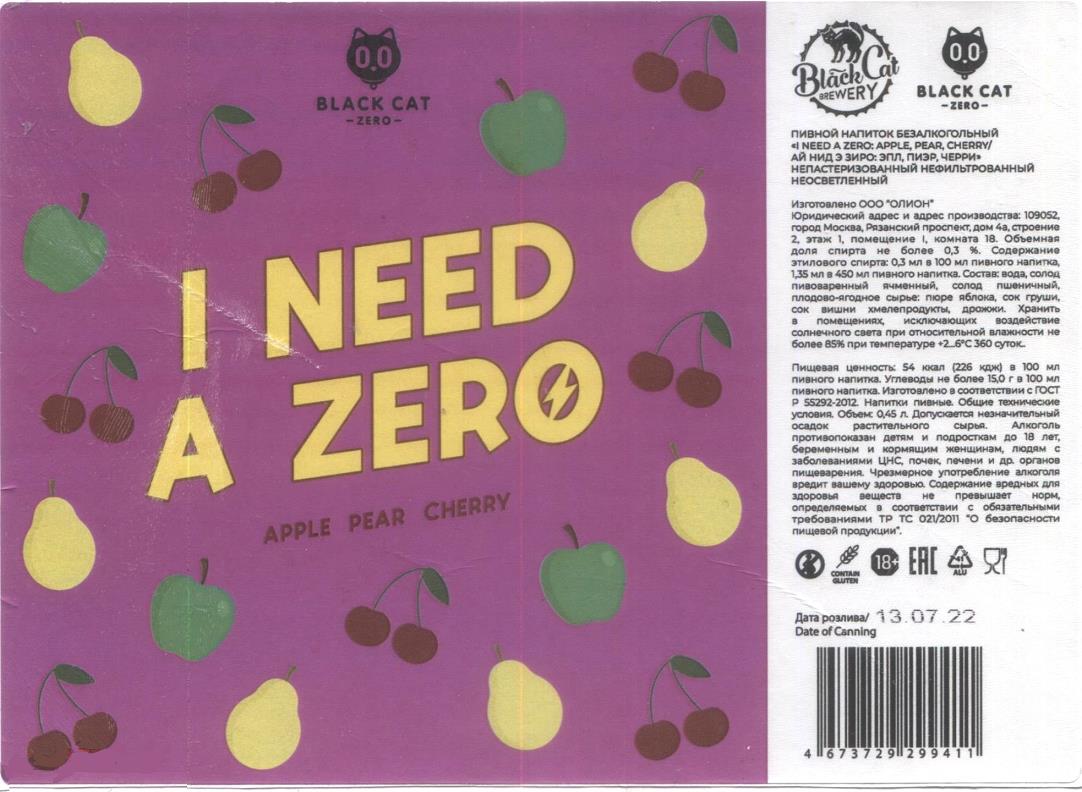 0.0
BLACK CAT
-ZERO-
I NEED
A ZERO
APPLE PEAR CHERRY
Black Cat
BREWERY
0.0
BLACK CAT
-ZERO-
ПИВНОЙ НАПИТОК БЕЗАЛКОГОЛЬНЫЙ
«I NEED A ZERO: APPLE, PEAR, CHERRY/
АЙ НИД Э ЗИРО: ЭПЛ, ПИЭР, ЧЕРРИ»
НЕПАСТЕРИЗОВАННЫЙ НЕФИЛЬТРОВАННЫЙ
НЕОСВЕТЛЕННЫЙ
Изготовлено ООО "ОЛИОН"
Юридический адрес и адрес производства: 109052,
город Москва, Рязанский проспект, дом 4а, строение
2, этаж 1, помещение I, комната 18. Объемная
доля спирта не более 0,3 %. Содержание
этилового спирта: 0,3 мл в 100 мл пивного напитка,
1,35 мл в 450 мл пивного напитка. Состав: вода, солод
пивоваренный ячменный, солод пшеничный,
плодово-ягодное сырье: пюре яблока, сок груши,
сок вишни хмелепродукты, дрожжи. Хранить
в помещениях, исключающих воздействие
солнечного света при относительной влажности не
более 85% при температуре +2...6°С 360 суток..
Пищевая ценность: 54 ккал (226 кдж) в 100 мл
пивного напитка. Углеводы не более 15,0 г в 100 мл
пивного напитка. Изготовлено в соответствии с ГОСТ
Р 55292-2012. Напитки пивные. Общие технические
условия. Объем: 0,45 л. Допускается незначительный
осадок растительного сырья. Алкоголь
противопоказан детям и подросткам до 18 лет,
беременным и кормящим женщинам, людям с
заболеваниями ЦНС, почек, печени и др. органов
пищеварения. Чрезмерное употребление алкоголя
вредит вашему здоровью. Содержание вредных для
здоровья веществ не превышает норм,
определяемых в соответствии с обязательными
требованиями ТР ТС 021/2011 "О безопасности
пищевой продукции".
CONTAIN
GLUTEN
18+
EAC
41
ALU
Дата розлива/ 13.07.22
Date of Canning
4 673729 299411